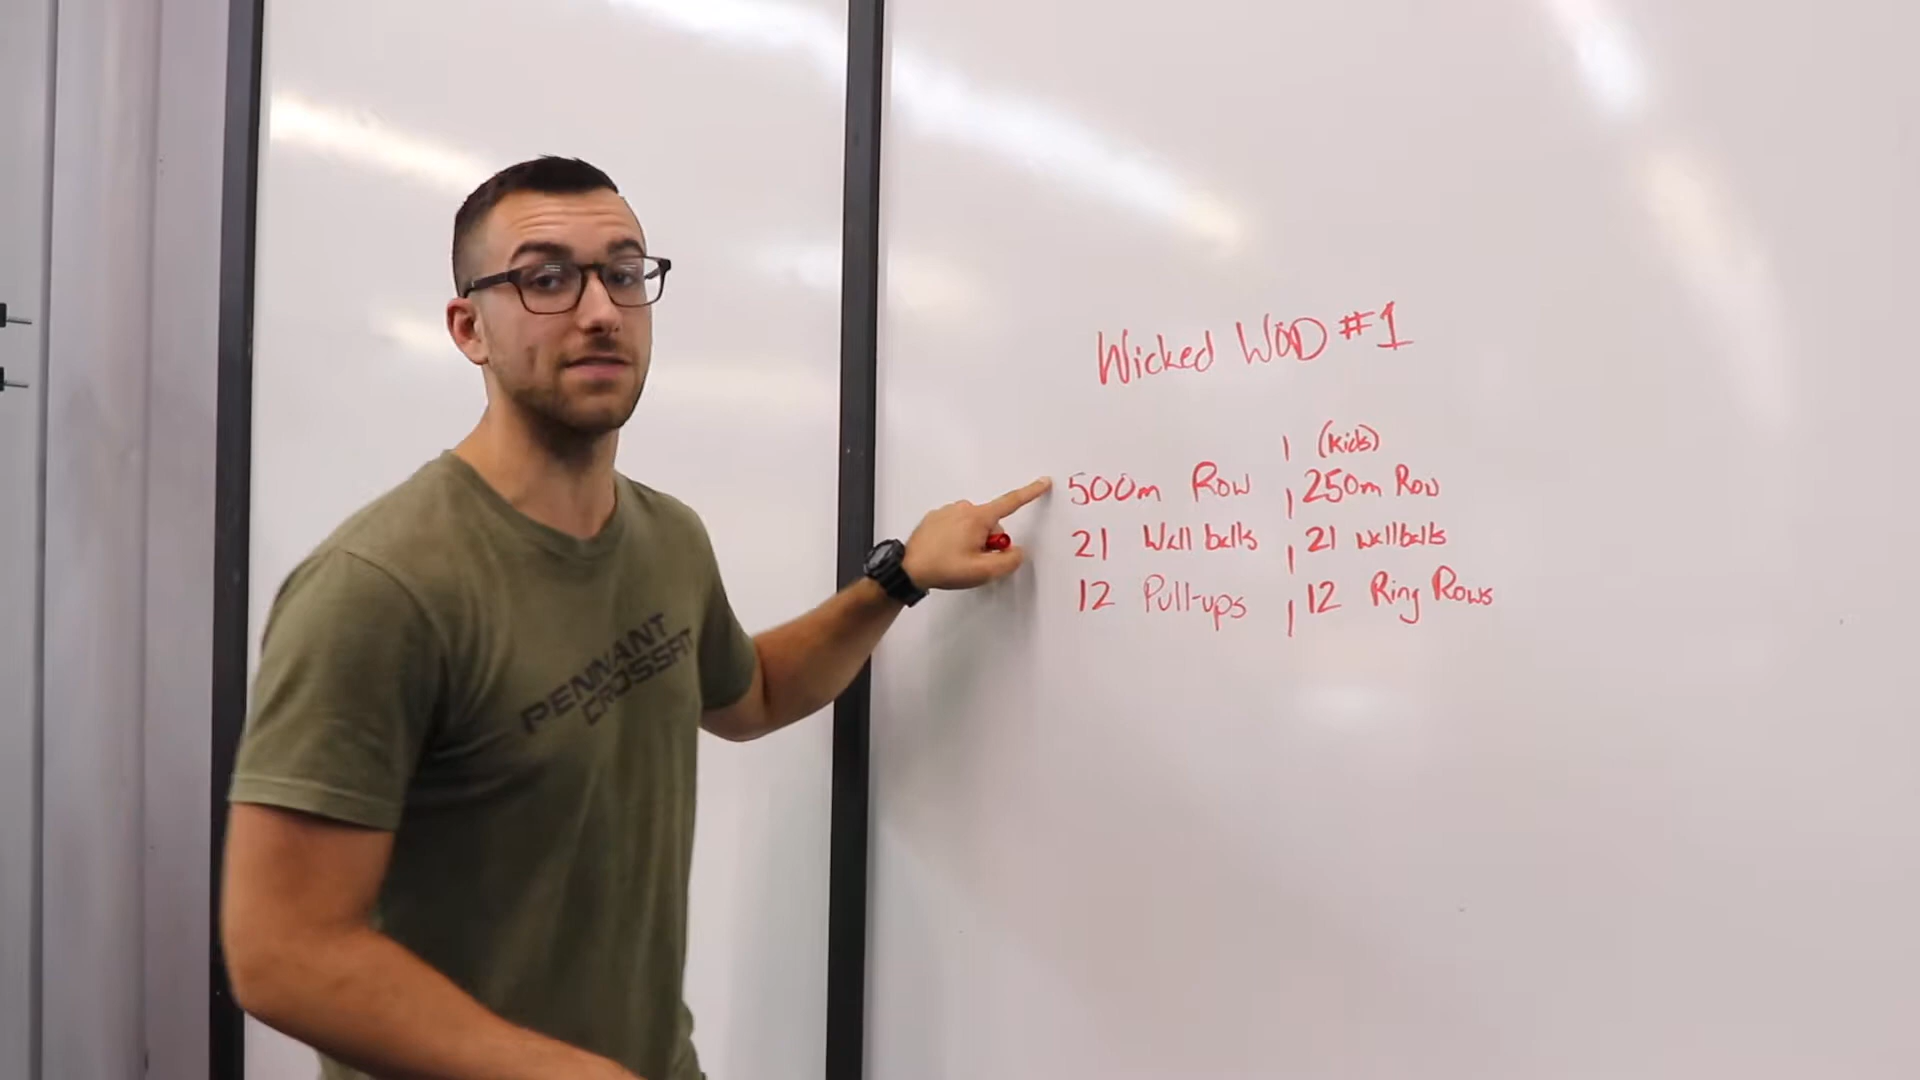 Wicked WOD #1
(kids)
500m Row | 250m Row
21 Wall balls | 21 wallballs
12 Pull-ups | 12 Ring Rows
PENNANT
CROSSFIT